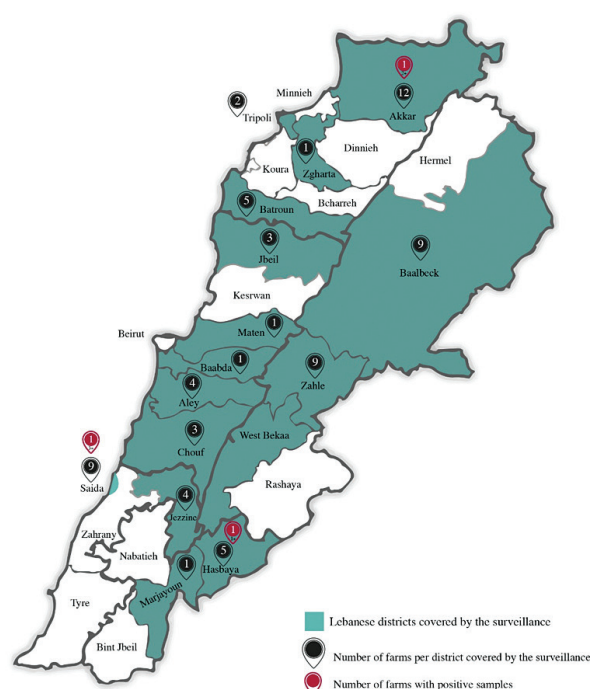 1
Minnieh
2
12
Tripoli
Akkar
1
Dinnieh
Hermel
Koura
Zgharta
Bcharreh
5
Batroun
3
9
Jbeil
Baalbeck
Kesrwan
Beirut
Maten
1
Baabda
1
9
4
Zahle
Aley
3
1
West Bekaa
Chouf
9
Saida
Rashaya
4
Jezzine
1
Zahrany
Nabatieh
5
Hasbaya
1
Marjayoun
Tyre
Bint Jbeil
Lebanese districts covered by the surveillance
Number of farms per district covered by the surveillance
Number of farms with positive samples